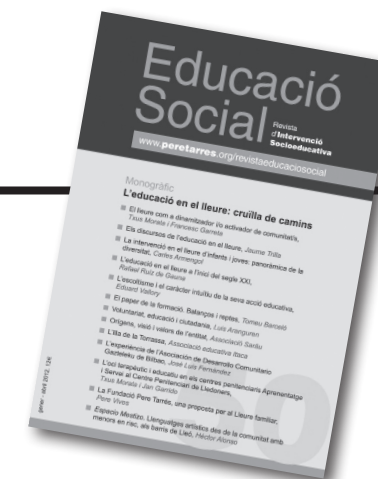 Educació
Social
Revista
d'Intervenció
Socioeducativa
www.peretarres.org/revistaeducaciosocial
Monogràfic
L'educació en el lleure: cruïlla de camins
El lleure com a dinamitzador i/o activador de comunitat/s,
Txus Morata i Francesc Garreta
Els discursos de l'educació en el lleure, Jaume Trilla
La intervenció en el lleure d'infants i joves: panoràmica de la
diversitat, Carles Armengol
L'educació en el lleure a l'inici del segle XXI,
Rafael Ruiz de Gauna
L'escoltisme i el caràcter intuïtiu de la seva acció educativa,
Eduard Vallory
El paper de la formació. Balanços i reptes, Tomeu Barceló
Voluntariat, educació i ciutadania, Luis Aranguren
Orígens, visió i valors de l'entitat, Associació Saräu
L'Illa de la Torrassa, Associació educativa Itaca
L'experiència de l'Asociación de Desarrollo Comunitario
Gazteleku de Bilbao, José Luis Fernández
L'oci terapèutic i educatiu en els centres penitenciaris Aprenentatge
i Servei al Centre Penitenciari de Lledoners,
Txus Morata i Jan Garrido
La Fundació Pere Tarrés, una proposta per al Lleure familiar,
Pere Vives
Espacio Mestizo. Llenguatges artístics des de la comunitat amb
menors en risc, als barris de Lleó, Héctor Alonso
50
gener - abril 2012, 12€